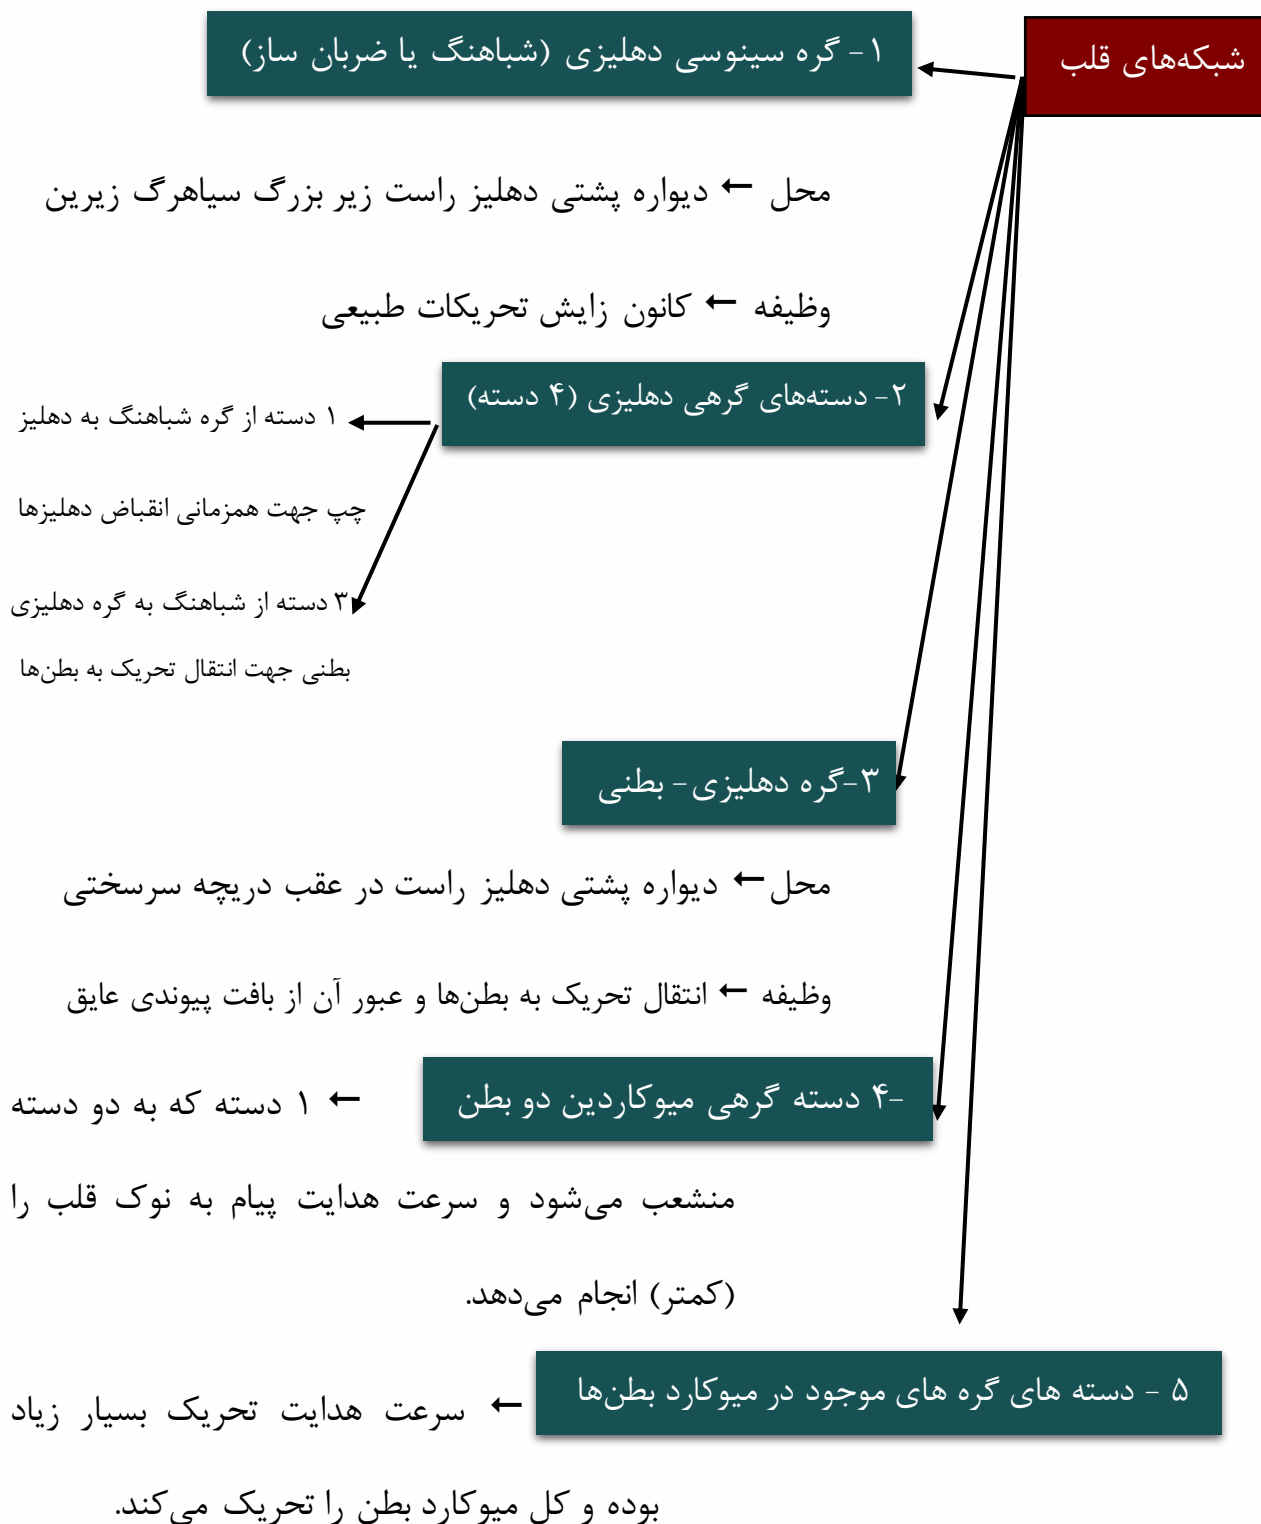 شبکه‌های قلب
۱- گره سینوسی دهلیزی (شباهنگ یا ضربان ساز)
محل ← دیواره پشتی دهلیز راست زیر بزرگ سیاهرگ زیرین
وظیفه ← کانون زایش تحریکات طبیعی
۲- دسته‌های گرهی دهلیزی (۴ دسته)
۱ دسته از گره شباهنگ به دهلیز
چپ جهت همزمانی انقباض دهلیزها
۳ دسته از شباهنگ به گره دهلیزی
بطنی جهت انتقال تحریک به بطن‌ها
۳-گره دهلیزی- بطنی
محل← دیواره پشتی دهلیز راست در عقب دریچه سرسختی
وظیفه ← انتقال تحریک به بطن‌ها و عبور آن از بافت پیوندی عایق
-۴ دسته گرهی میوکاردین دو بطن ← ۱ دسته که به دو دسته
منشعب می‌شود و سرعت هدایت پیام به نوک قلب را
(کمتر) انجام می‌دهد.
۵ - دسته های گره های موجود در میوکارد بطن‌ها ← سرعت هدایت تحریک بسیار زیاد
بوده و کل میوکارد بطن را تحریک می‌کند.